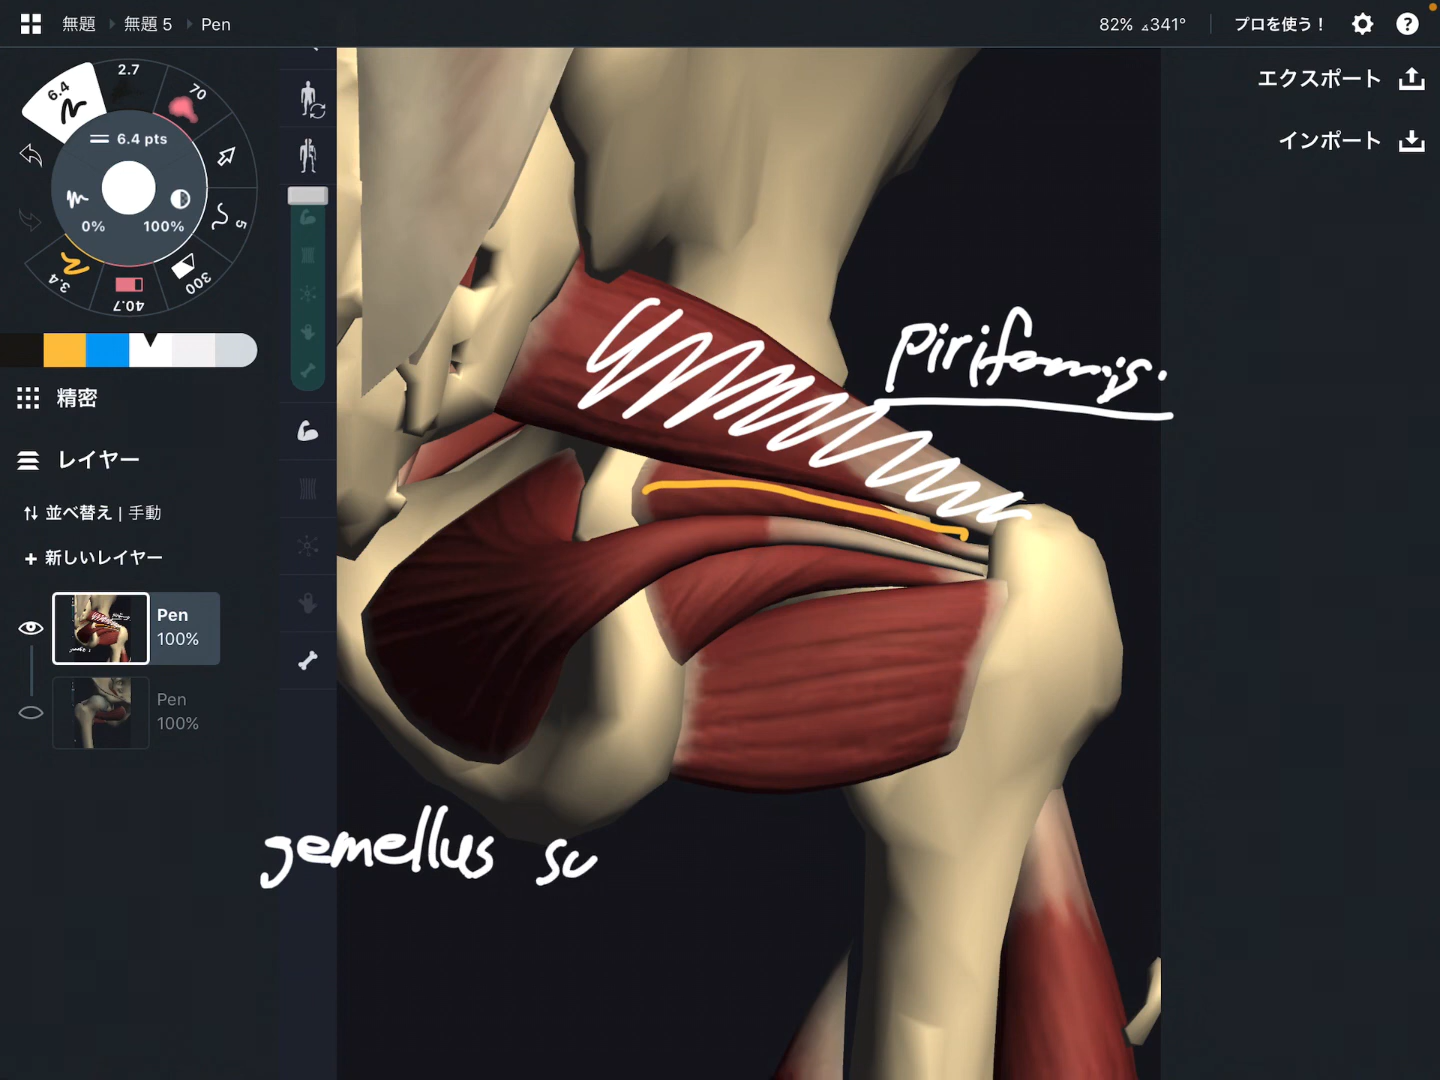 無題 無題 5 Pen
82% ⊿341°
プロを使う！
エクスポート
インポート
2.7
6.4
70
6.4 pts
0% 100%
5
3.4
40.7
300
精密
レイヤー
並べ替え | 手動
+ 新しいレイヤー
Pen
100%
Pen
100%
piriformis.
gemellus su